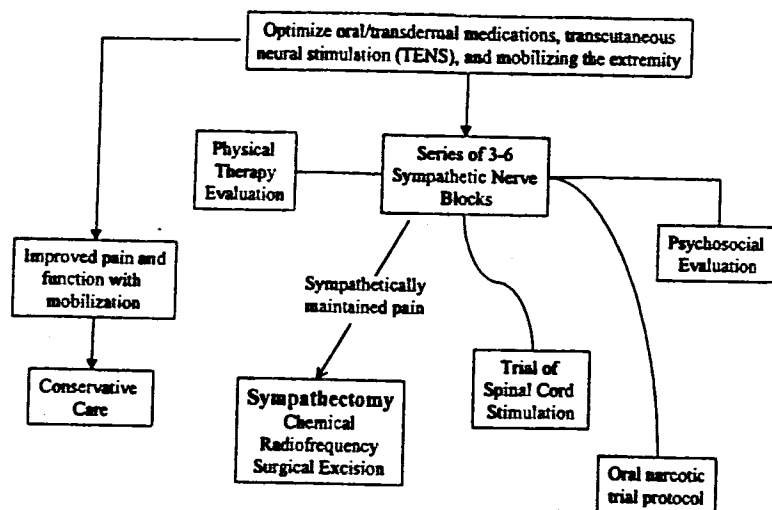 Optimize oral/transdermal medications, transcutaneous
neural stimulation (TENS), and mobilizing the extremity
Physical
Therapy
Evaluation
Series of 3-6
Sympathetic Nerve
Blocks
Psychosocial
Evaluation
Improved pain and
function with
mobilization
Sympathetically
maintained pain
Conservative
Care
Sympathectomy
Chemical
Radiofrequency
Surgical Excision
Trial of
Spinal Cord
Stimulation
Oral narcotic
trial protocol